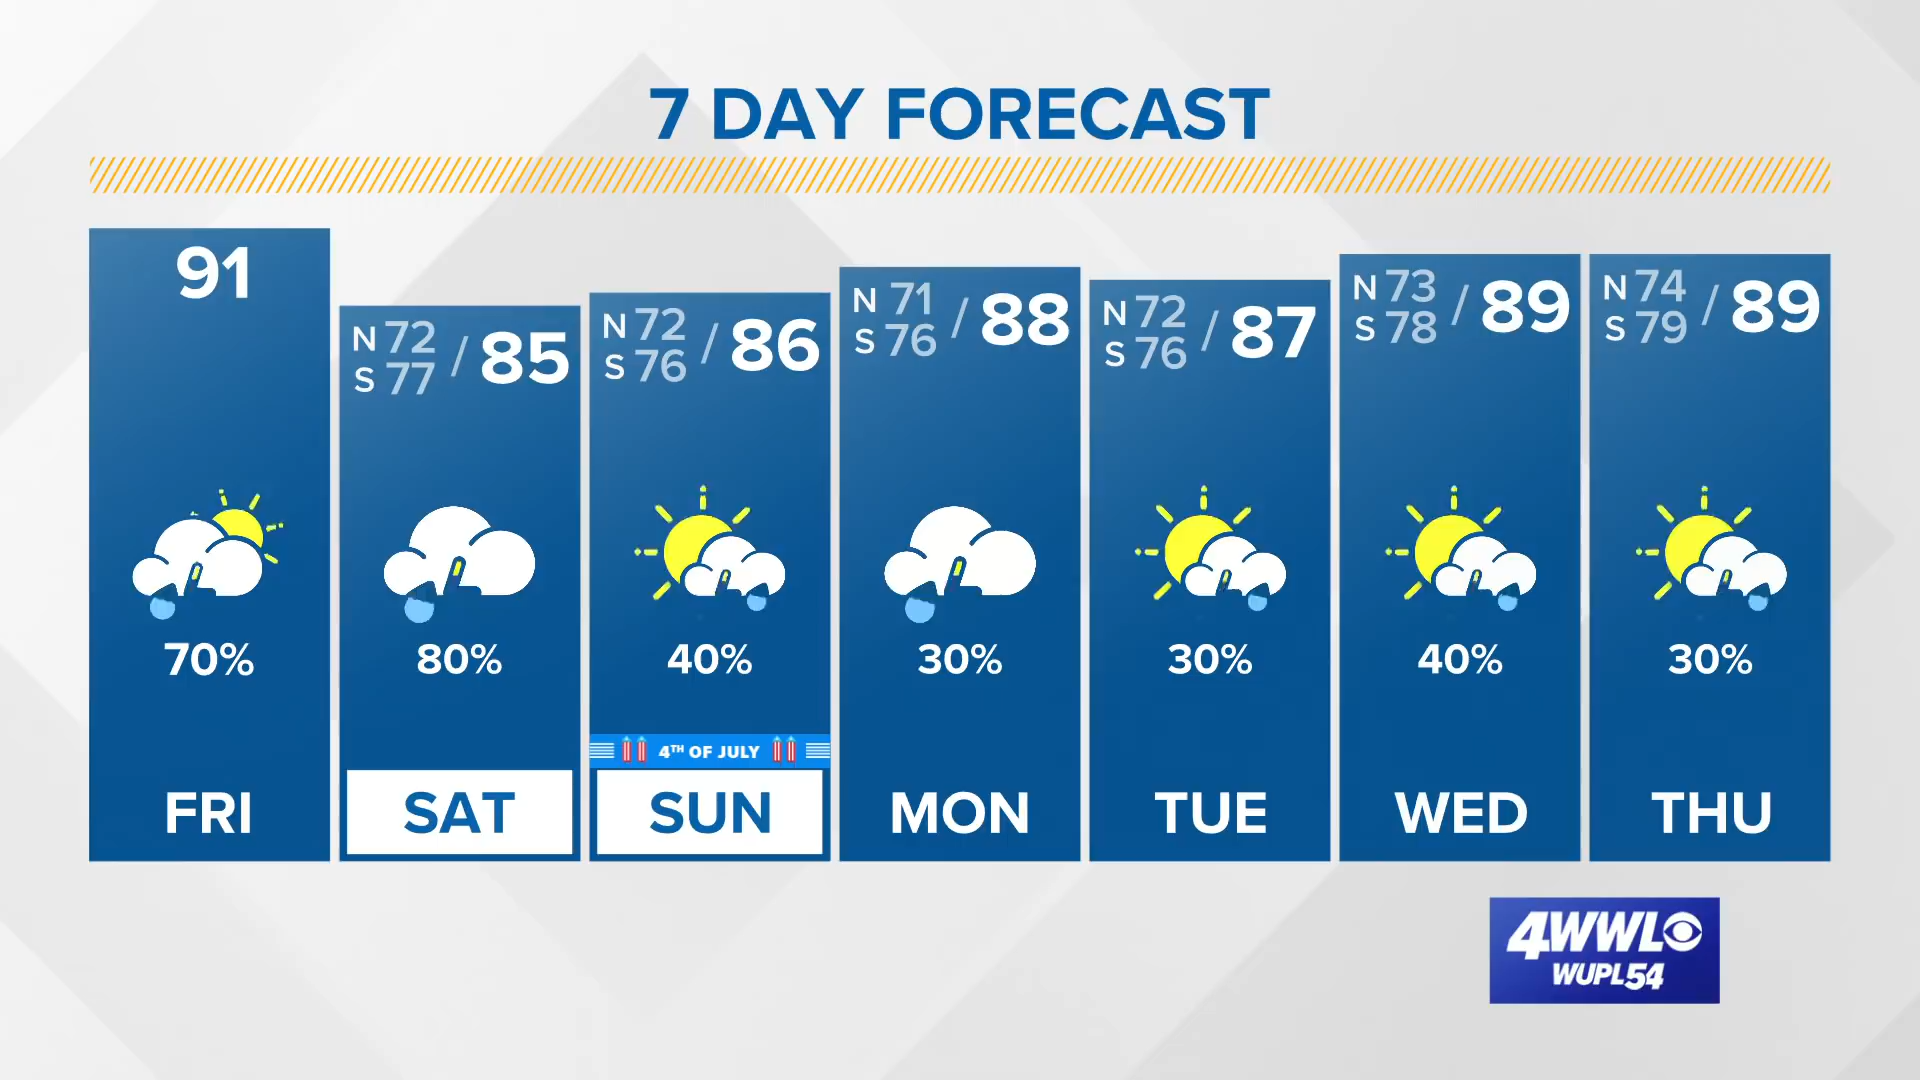 7 DAY FORECAST
91
70%
FRI
N 72
S 77
/ 85
80%
SAT
N 72
S 76
/ 86
40%
4TH OF JULY
SUN
N 71
S 76
/ 88
30%
MON
N 72
S 76
/ 87
30%
TUE
N 73
S 78
/ 89
40%
WED
N 74
S 79
/ 89
30%
THU
4WWL
WUPL54